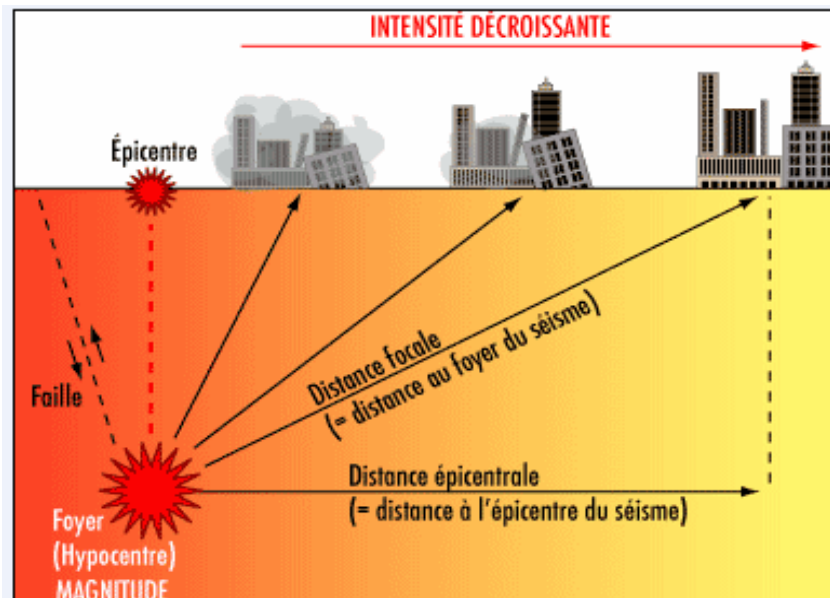 INTENSITÉ DÉCROISSANTE
Épicentre
Faille
Distance focale
(= distance au foyer du séisme)
Distance épicentrale
(= distance à l'épicentre du séisme)
Foyer
(Hypocentre)
MAGNITUDE